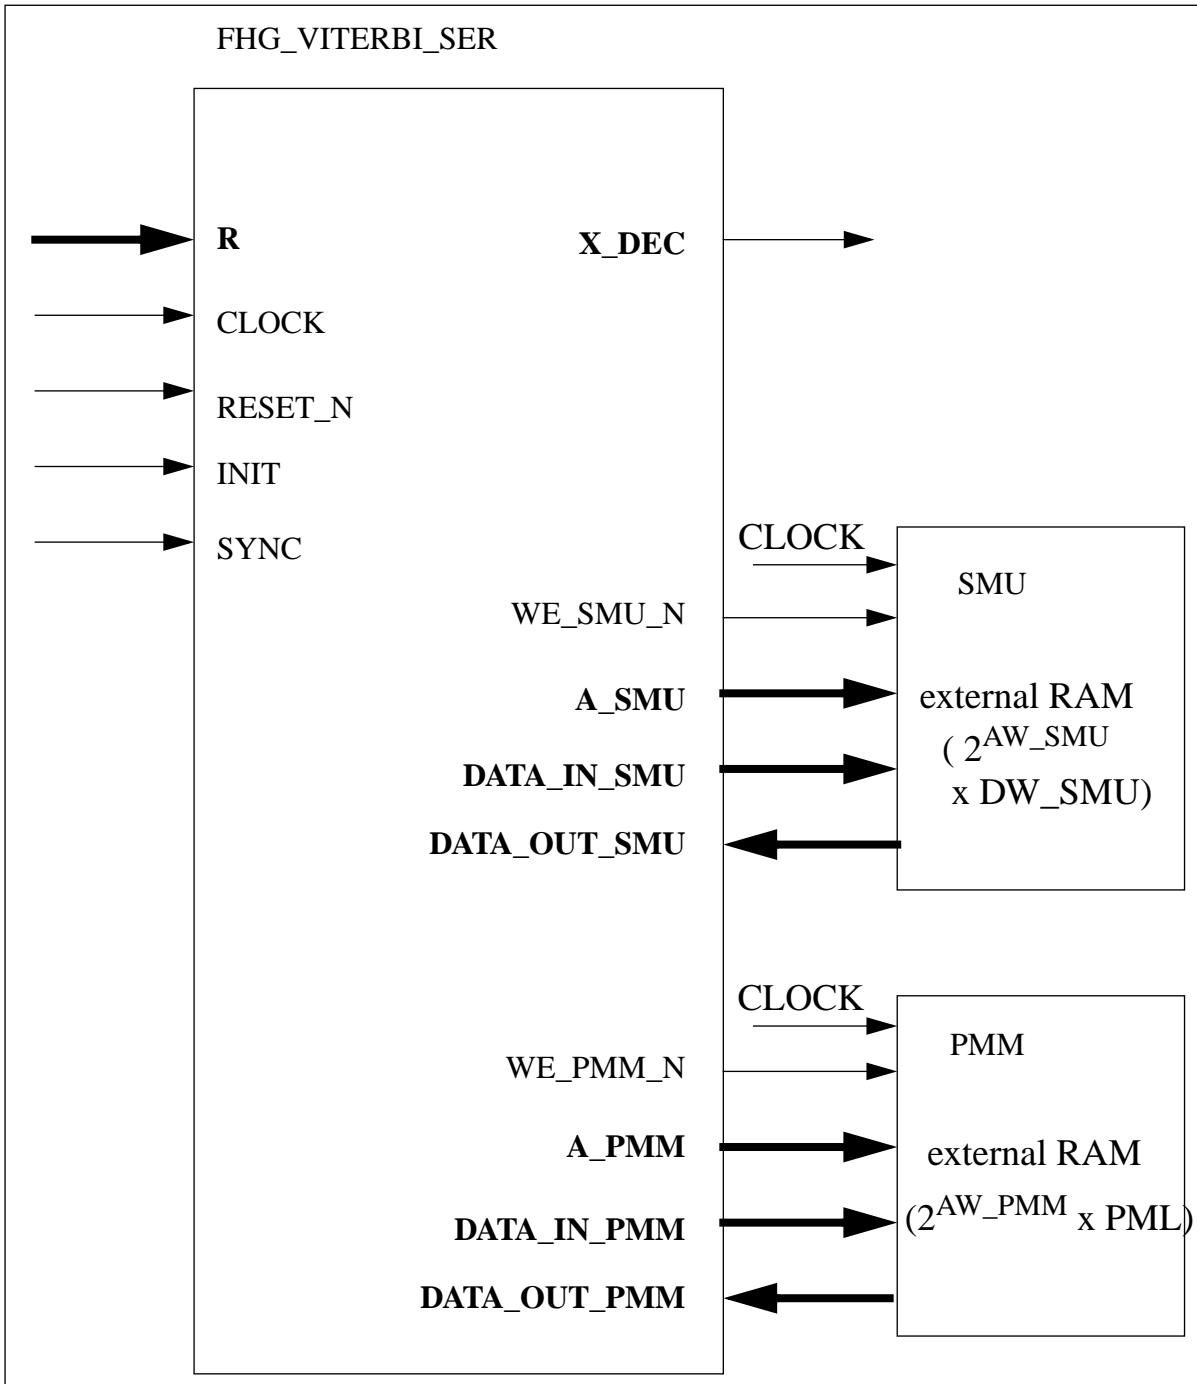 FHG_VITERBI_SER
R
X_DEC
CLOCK
RESET_N
INIT
SYNC
CLOCK
SMU
WE_SMU_N
A_SMU
external RAM
( 2^AW_SMU
DATA_IN_SMU
x DW_SMU)
DATA_OUT_SMU
CLOCK
PMM
WE_PMM_N
A_PMM
external RAM
DATA_IN_PMM
(2^AW_PMM x PML)
DATA_OUT_PMM